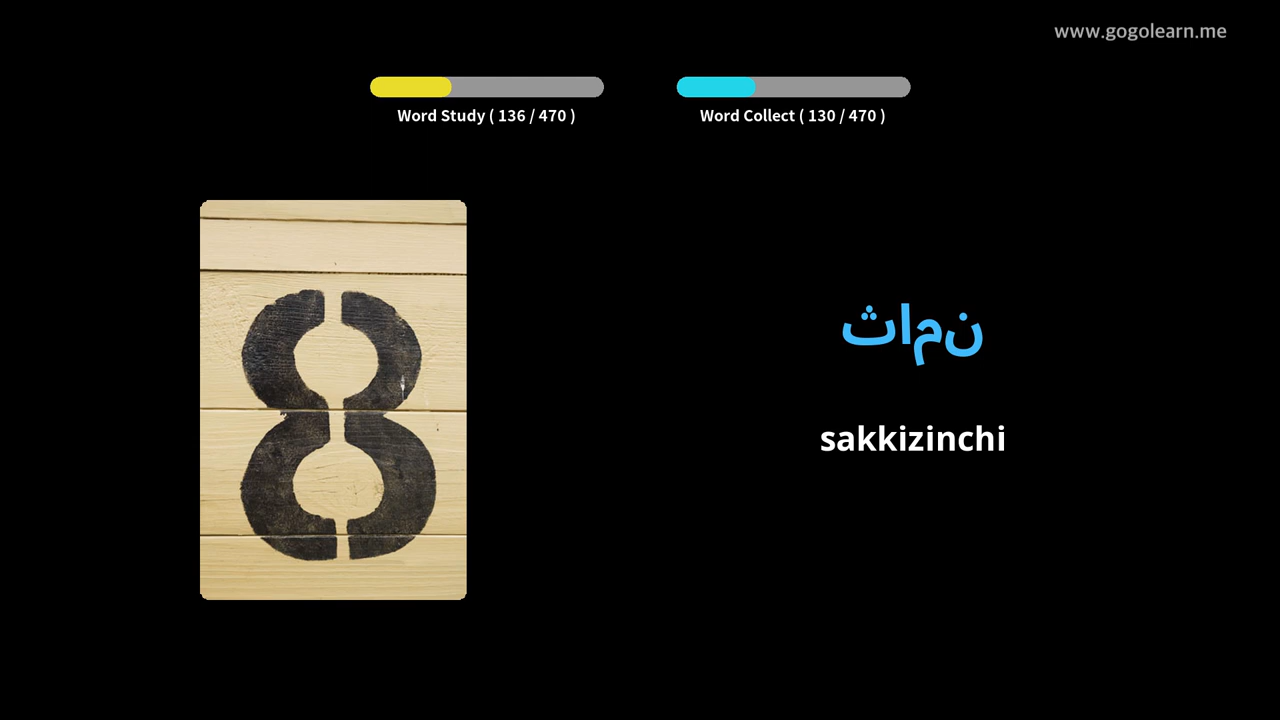 www.gogolearn.me
Word Study ( 136 / 470 )
Word Collect ( 130 / 470 )
8
ثامن
sakkizinchi